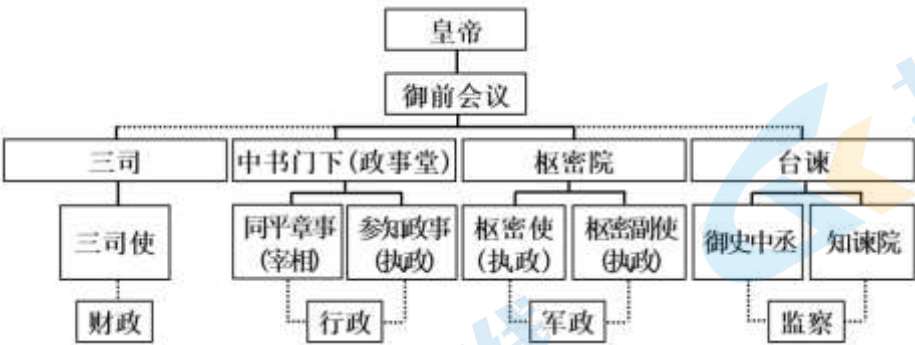 皇帝
御前会议
三司
中书门下(政事堂)
枢密院
台谏
三司使
同平章事
(宰相)
参知政事
(执政)
枢密使
(执政)
枢密副使
(执政)
御史中丞
知谏院
财政
行政
军政
监察